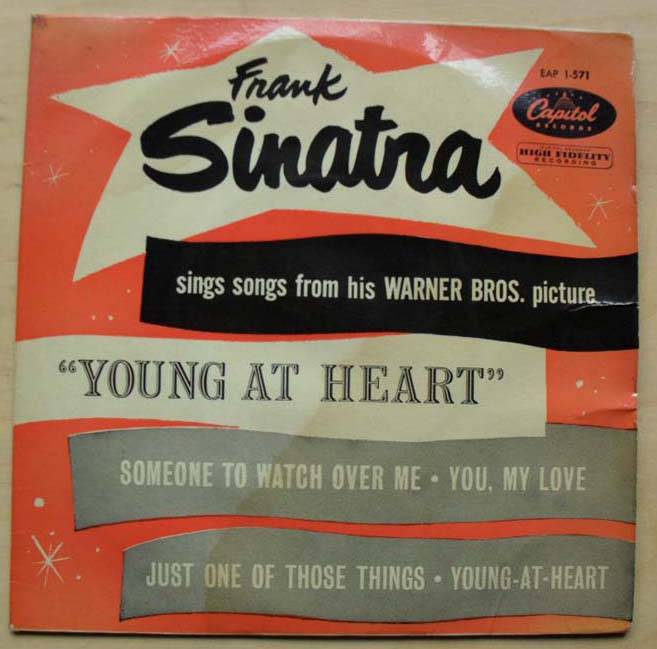 Frank
Sinatra
EAP 1-571
Capitol
RECORDS
HIGH FIDELITY
RECORDING
sings songs from his WARNER BROS. picture
“YOUNG AT HEART”
SOMEONE TO WATCH OVER ME • YOU, MY LOVE
JUST ONE OF THOSE THINGS • YOUNG-AT-HEART